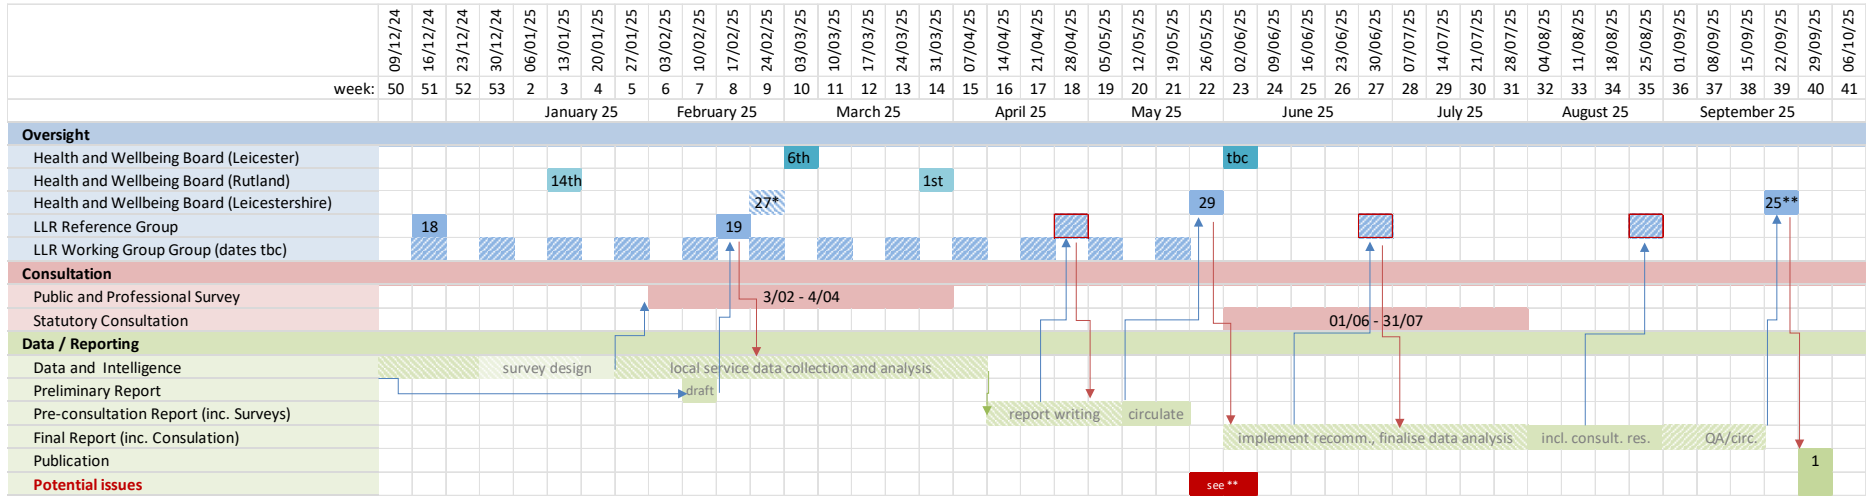 09/12/24 16/12/24 23/12/24 30/12/24 06/01/25 13/01/25 20/01/25 27/01/25 03/02/25 10/02/25 17/02/25 24/02/25 03/03/25 10/03/25 17/03/25 24/03/25 31/03/25 07/04/25 14/04/25 21/04/25 28/04/25 05/05/25 12/05/25 19/05/25 26/05/25 02/06/25 09/06/25 16/06/25 23/06/25 30/06/25 07/07/25 14/07/25 21/07/25 28/07/25 04/08/25 11/08/25 18/08/25 25/08/25 01/09/25 08/09/25 15/09/25 22/09/25 29/09/25 06/10/25
week: 50 51 52 53 2 3 4 5 6 7 8 9 10 11 12 13 14 15 16 17 18 19 20 21 22 23 24 25 26 27 28 29 30 31 32 33 34 35 36 37 38 39 40 41
January 25 February 25 March 25 April 25 May 25 June 25 July 25 August 25 September 25
Oversight
Health and Wellbeing Board (Leicester) 6th tbc
Health and Wellbeing Board (Rutland) 14th 1st
Health and Wellbeing Board (Leicestershire) 27* 29 25**
LLR Reference Group 18 19
LLR Working Group Group (dates tbc)
Consultation
Public and Professional Survey 3/02 - 4/04
Statutory Consultation 01/06 - 31/07
Data / Reporting
Data and Intelligence survey design local service data collection and analysis
Preliminary Report draft
Pre-consultation Report (inc. Surveys) report writing circulate
Final Report (inc. Consulation) implement recomm., finalise data analysis incl. consult. res. QA/circ.
Publication 1
Potential issues see **